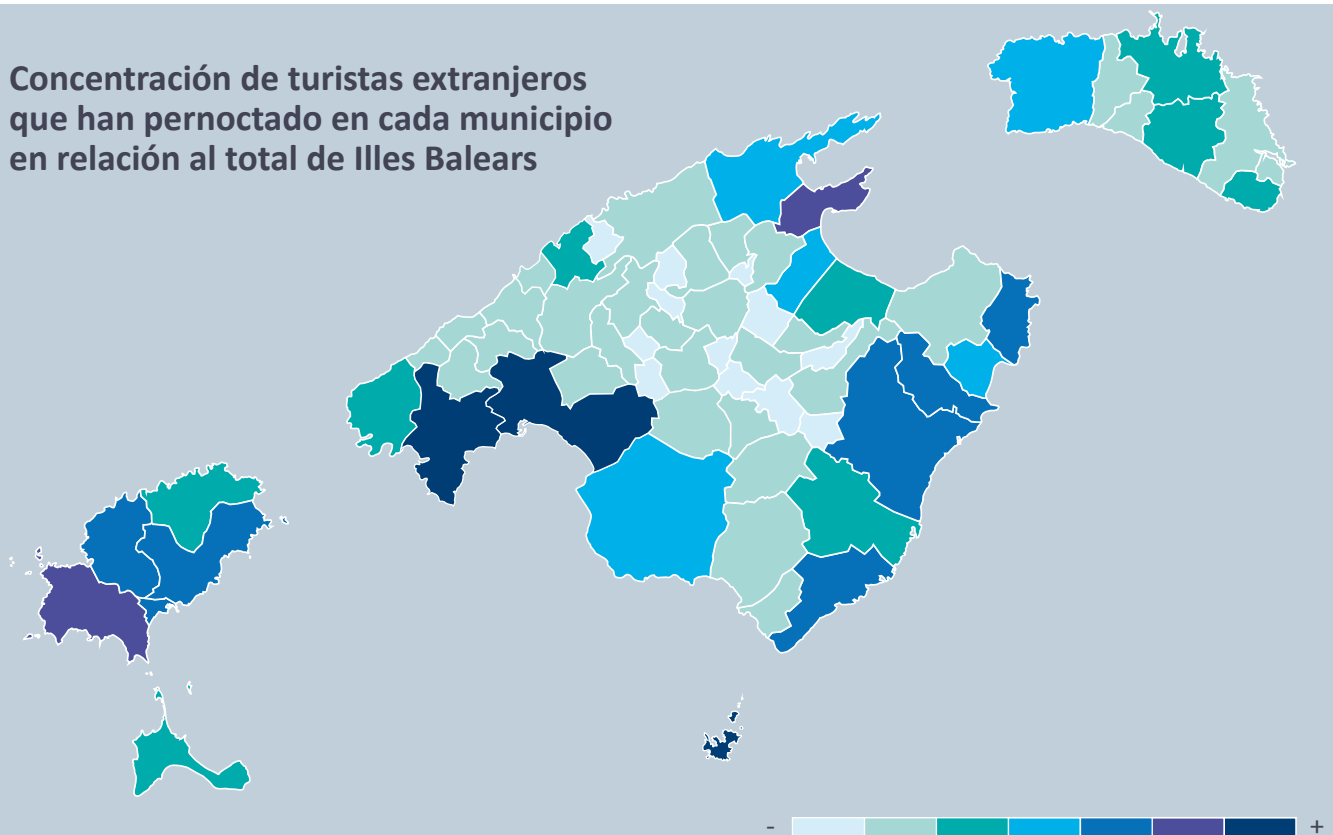 Concentración de turistas extranjeros
que han pernoctado en cada municipio
en relación al total de Illes Balears
- +